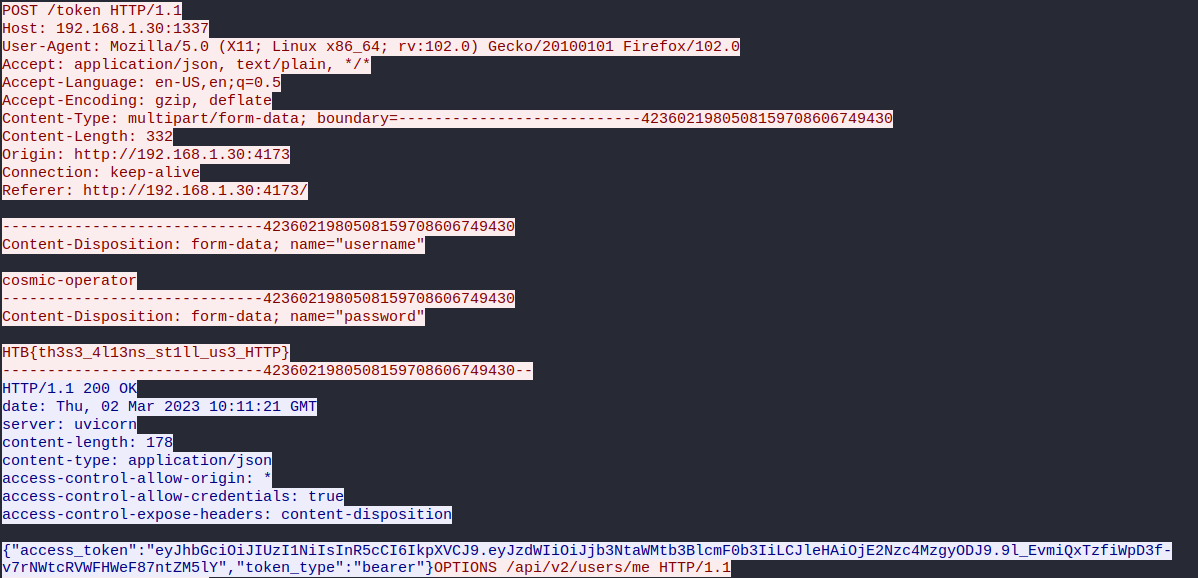 POST /token HTTP/1.1
Host: 192.168.1.30:1337
User-Agent: Mozilla/5.0 (X11; Linux x86_64; rv:102.0) Gecko/20100101 Firefox/102.0
Accept: application/json, text/plain, */*
Accept-Language: en-US,en;q=0.5
Accept-Encoding: gzip, deflate
Content-Type: multipart/form-data; boundary=---------------------------4236021980508159708606749430
Content-Length: 332
Origin: http://192.168.1.30:4173
Connection: keep-alive
Referer: http://192.168.1.30:4173/
-----------------------------4236021980508159708606749430
Content-Disposition: form-data; name="username"
cosmic-operator
-----------------------------4236021980508159708606749430
Content-Disposition: form-data; name="password"
HTB{th3s3_4l13ns_st1ll_us3_HTTP}
-----------------------------4236021980508159708606749430--
HTTP/1.1 200 OK
date: Thu, 02 Mar 2023 10:11:21 GMT
server: uvicorn
content-length: 178
content-type: application/json
access-control-allow-origin: *
access-control-allow-credentials: true
access-control-expose-headers: content-disposition
{"access_token":"eyJhbGciOiJIUzI1NiIsInR5cCI6IkpXVCJ9.eyJzdWIiOiJjb3NtaWMtb3BlcmF0b3IiLCJleHAiOjE2Nzc4MzgyODJ9.9l_EvmiQxTzfiWpD3f-
v7rNWtcRVWFHWeF87ntZM5lY","token_type":"bearer"}OPTIONS /api/v2/users/me HTTP/1.1